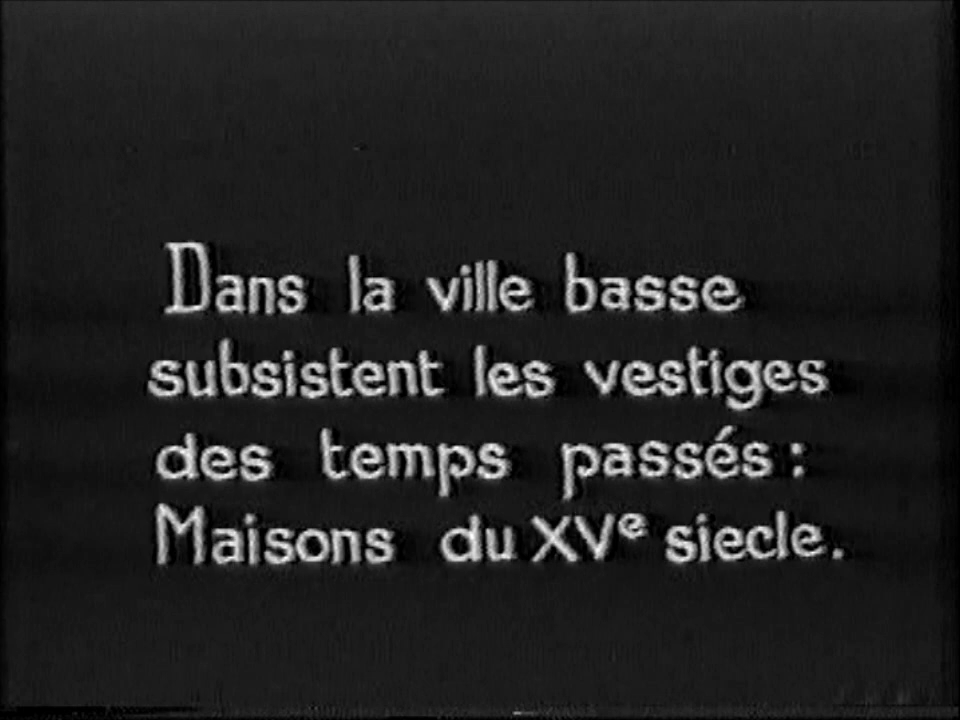 Dans la ville basse
subsistent les vestiges
des temps passés :
Maisons du XVe siecle.